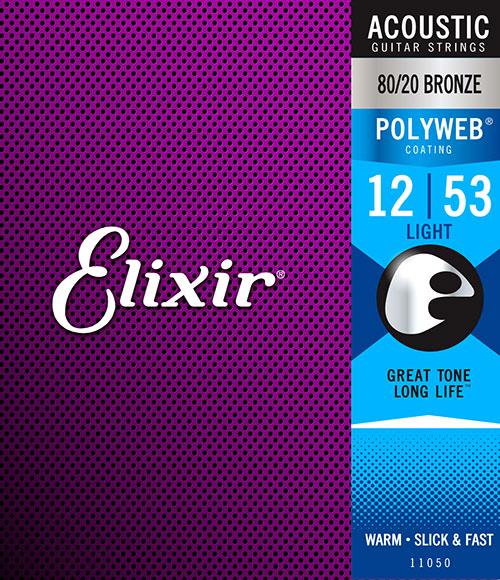 ACOUSTIC
GUITAR STRINGS
80/20 BRONZE
POLYWEB®
COATING
12 | 53
LIGHT
Elixir®
GREAT TONE
LONG LIFE™
WARM • SLICK & FAST
11050